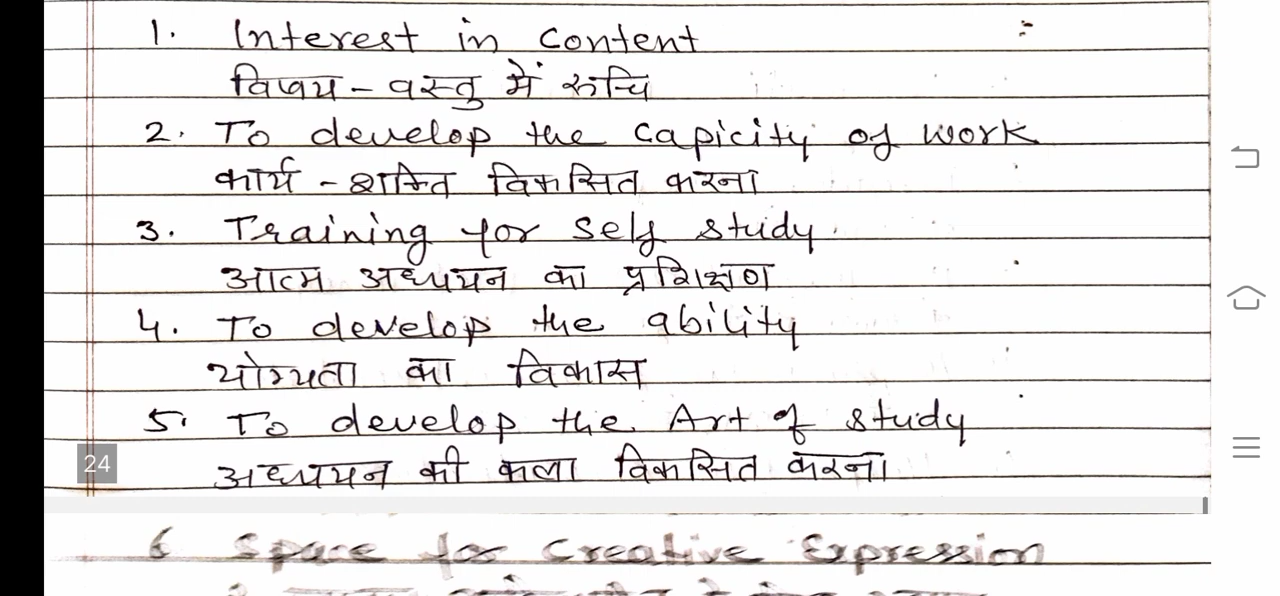 1. Interest in Content
विषय - वस्तु में रुचि
2. To develop the capicity of work
कार्य - शक्ति विकसित करना
3. Training for self study.
आत्म अध्ययन का प्रशिक्षण
4. To develop the ability
योग्यता का विकास
5. To develop the Art of study
अध्ययन की कला विकसित करना
24
6 Space for Creative Expression